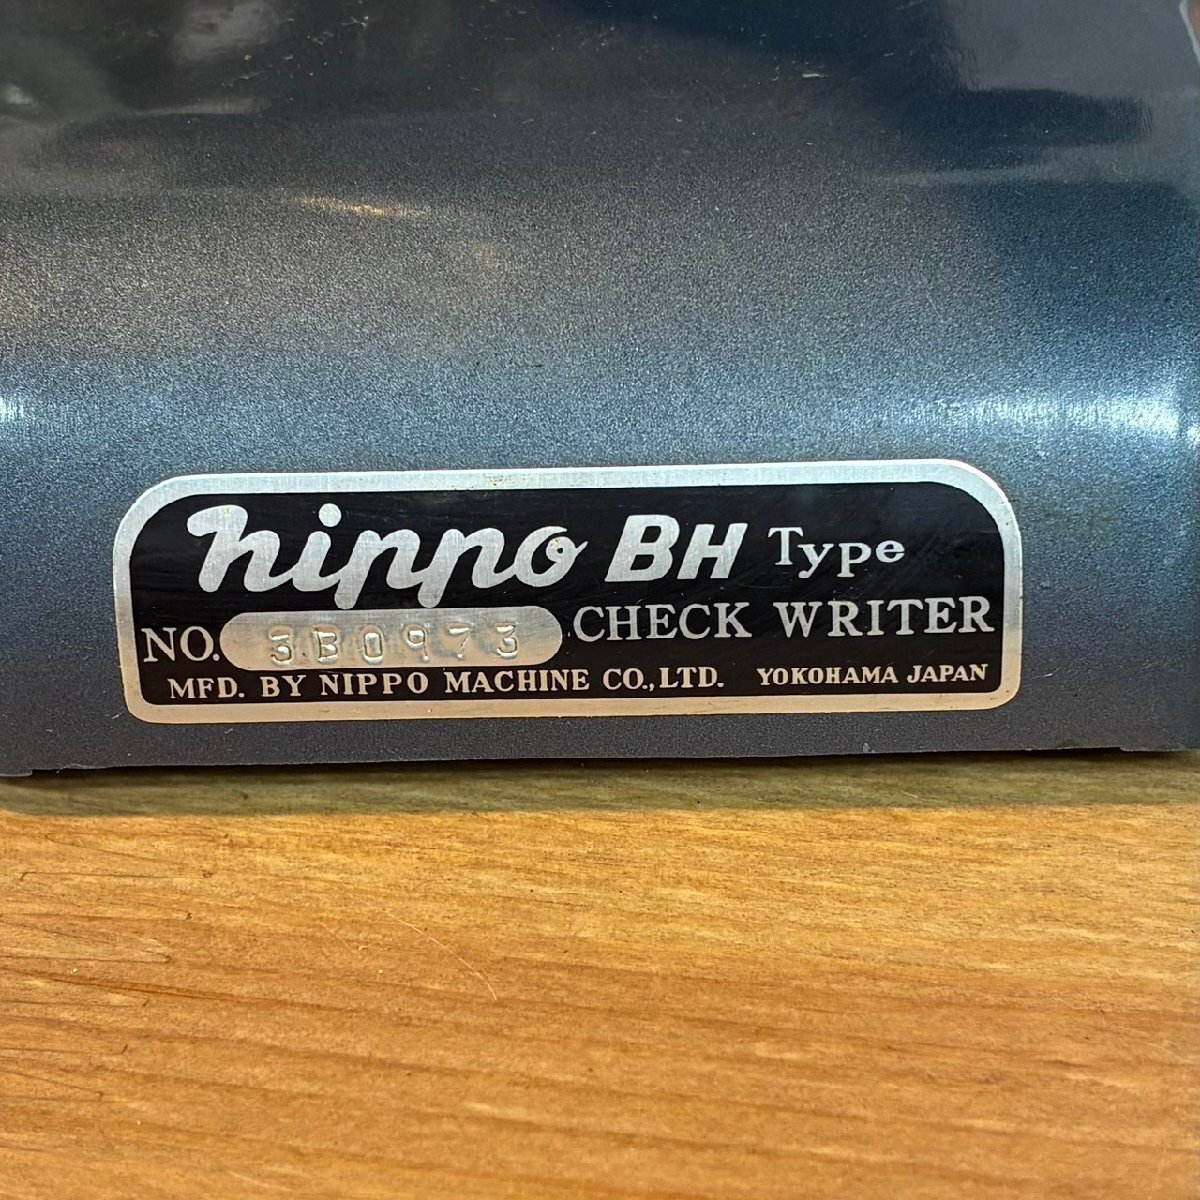 nippo BH Type
CHECK WRITER
NO. 3B0973
MFD. BY NIPPO MACHINE CO.,LTD. YOKOHAMA JAPAN